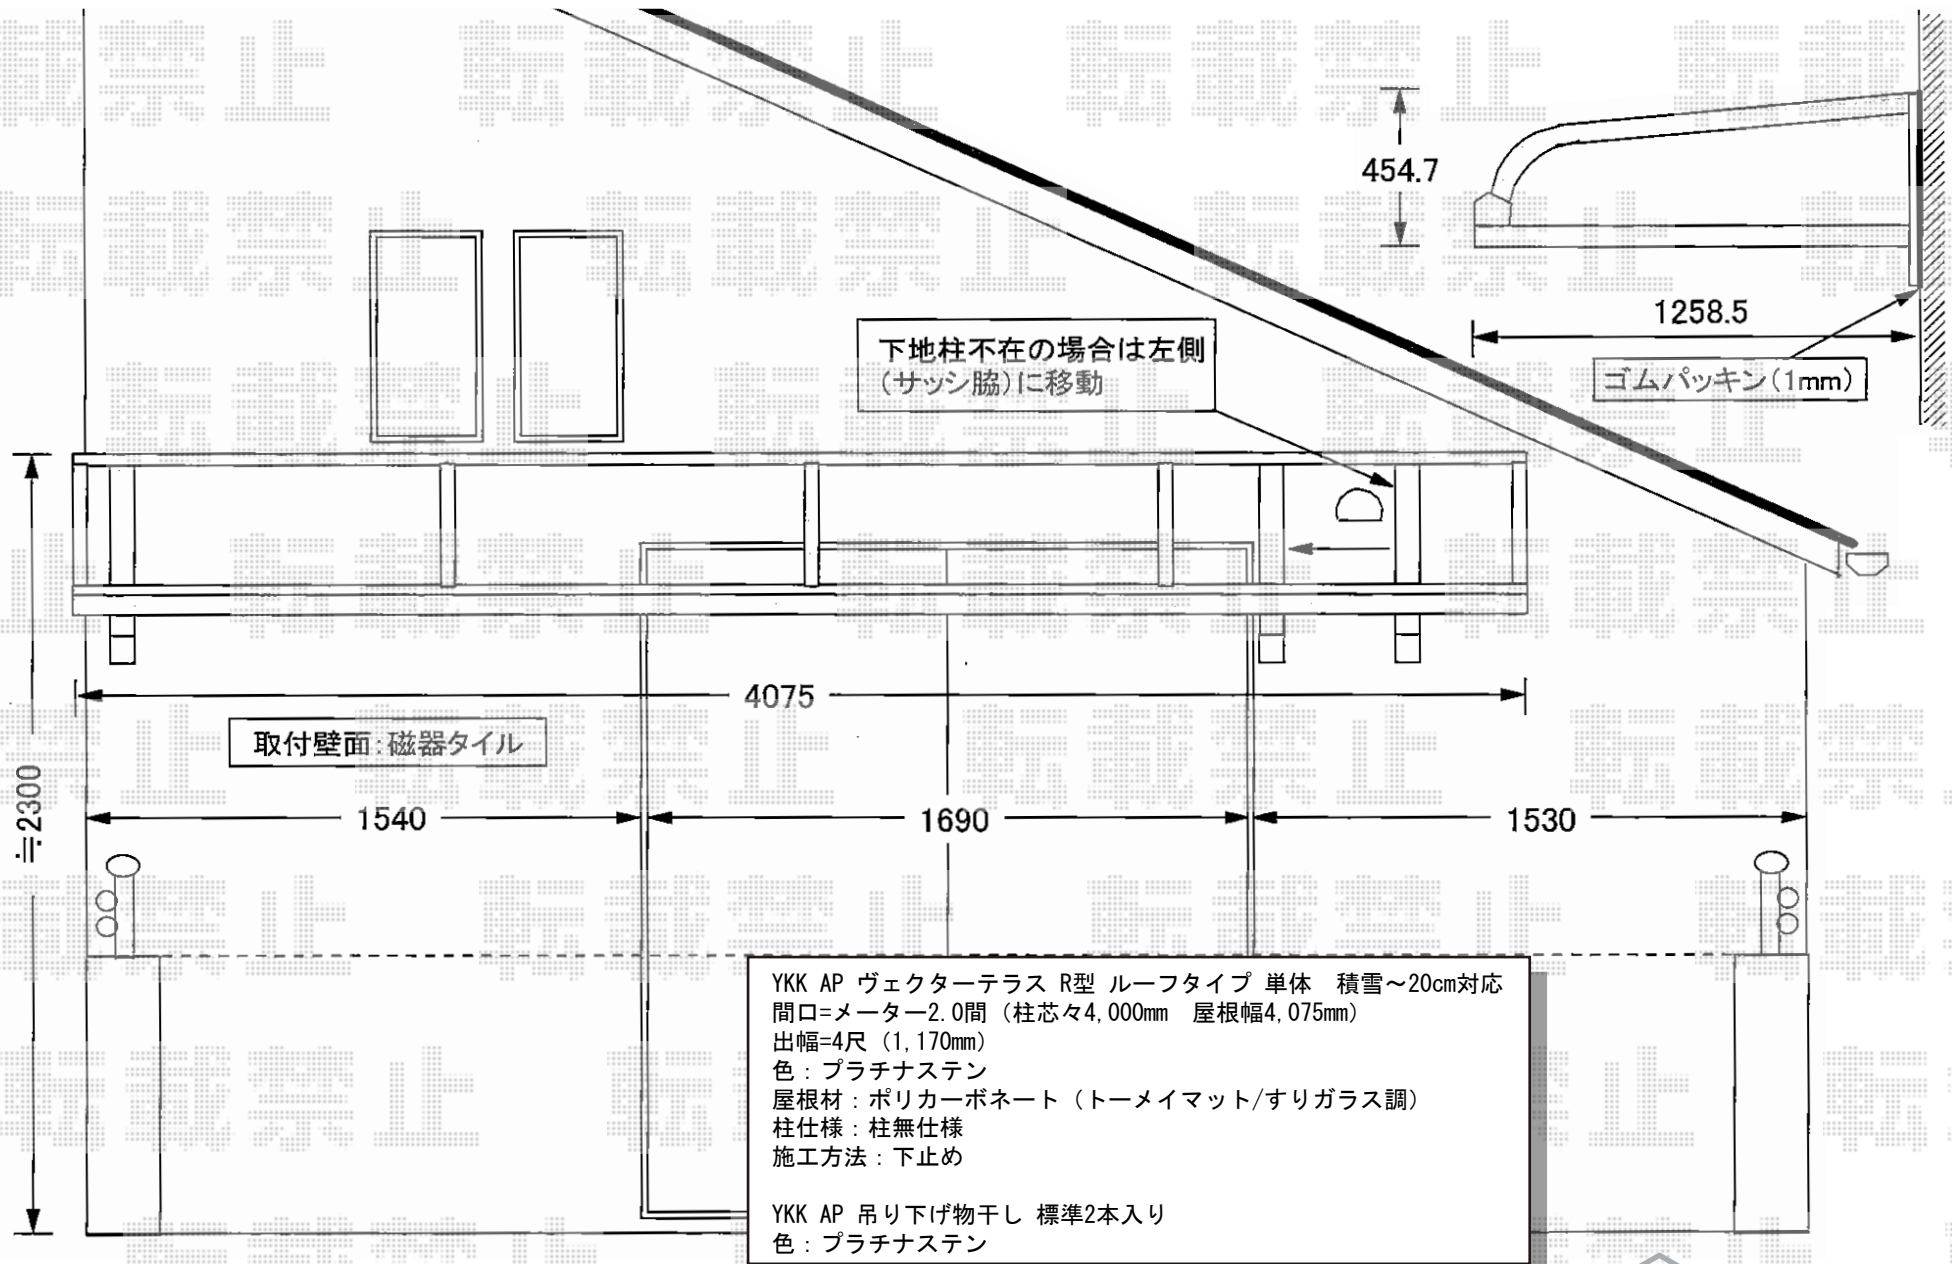 転載禁止
454.7
1258.5
下地柱不在の場合は左側
(サッシ脇)に移動
ゴムパッキン(1mm)
4075
取付壁面:磁器タイル
≒2300
1540
1690
1530
YKK AP ヴェクターテラス R型 ルーフタイプ 単体 積雪～20cm対応
間口=メーター2.0間 (柱芯々4,000mm 屋根幅4,075mm)
出幅=4尺 (1,170mm)
色:プラチナステン
屋根材:ポリカーボネート (トーメイマット/すりガラス調)
柱仕様:柱無仕様
施工方法:下止め
YKK AP 吊り下げ物干し 標準2本入り
色:プラチナステン